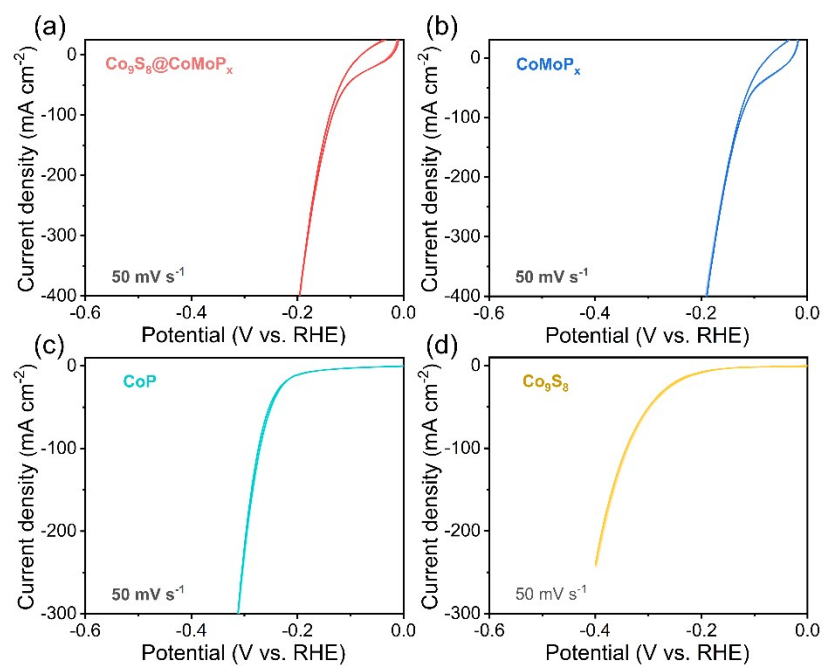 (a)
Co₉S₈@CoMoPₓ
50 mV s⁻¹
0
-100
-200
-300
-400
-0.6
-0.4
-0.2
0.0
Current density (mA cm⁻²)
Potential (V vs. RHE)
(b)
CoMoPₓ
50 mV s⁻¹
0
-100
-200
-300
-400
-0.6
-0.4
-0.2
0.0
Current density (mA cm⁻²)
Potential (V vs. RHE)
(c)
CoP
50 mV s⁻¹
0
-100
-200
-300
-0.6
-0.4
-0.2
0.0
Current density (mA cm⁻²)
Potential (V vs. RHE)
(d)
Co₉S₈
50 mV s⁻¹
0
-100
-200
-300
-0.6
-0.4
-0.2
0.0
Current density (mA cm⁻²)
Potential (V vs. RHE)